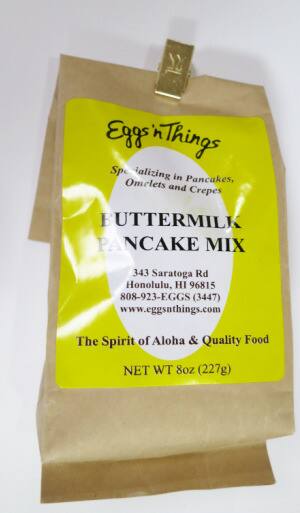 Eggs'nThings
Specializing in Pancakes,
Omelets and Crepes
BUTTERMILK
PANCAKE MIX
343 Saratoga Rd
Honolulu, HI 96815
808-923-EGGS (3447)
www.eggsnthings.com
The Spirit of Aloha & Quality Food
NET WT 8oz (227g)